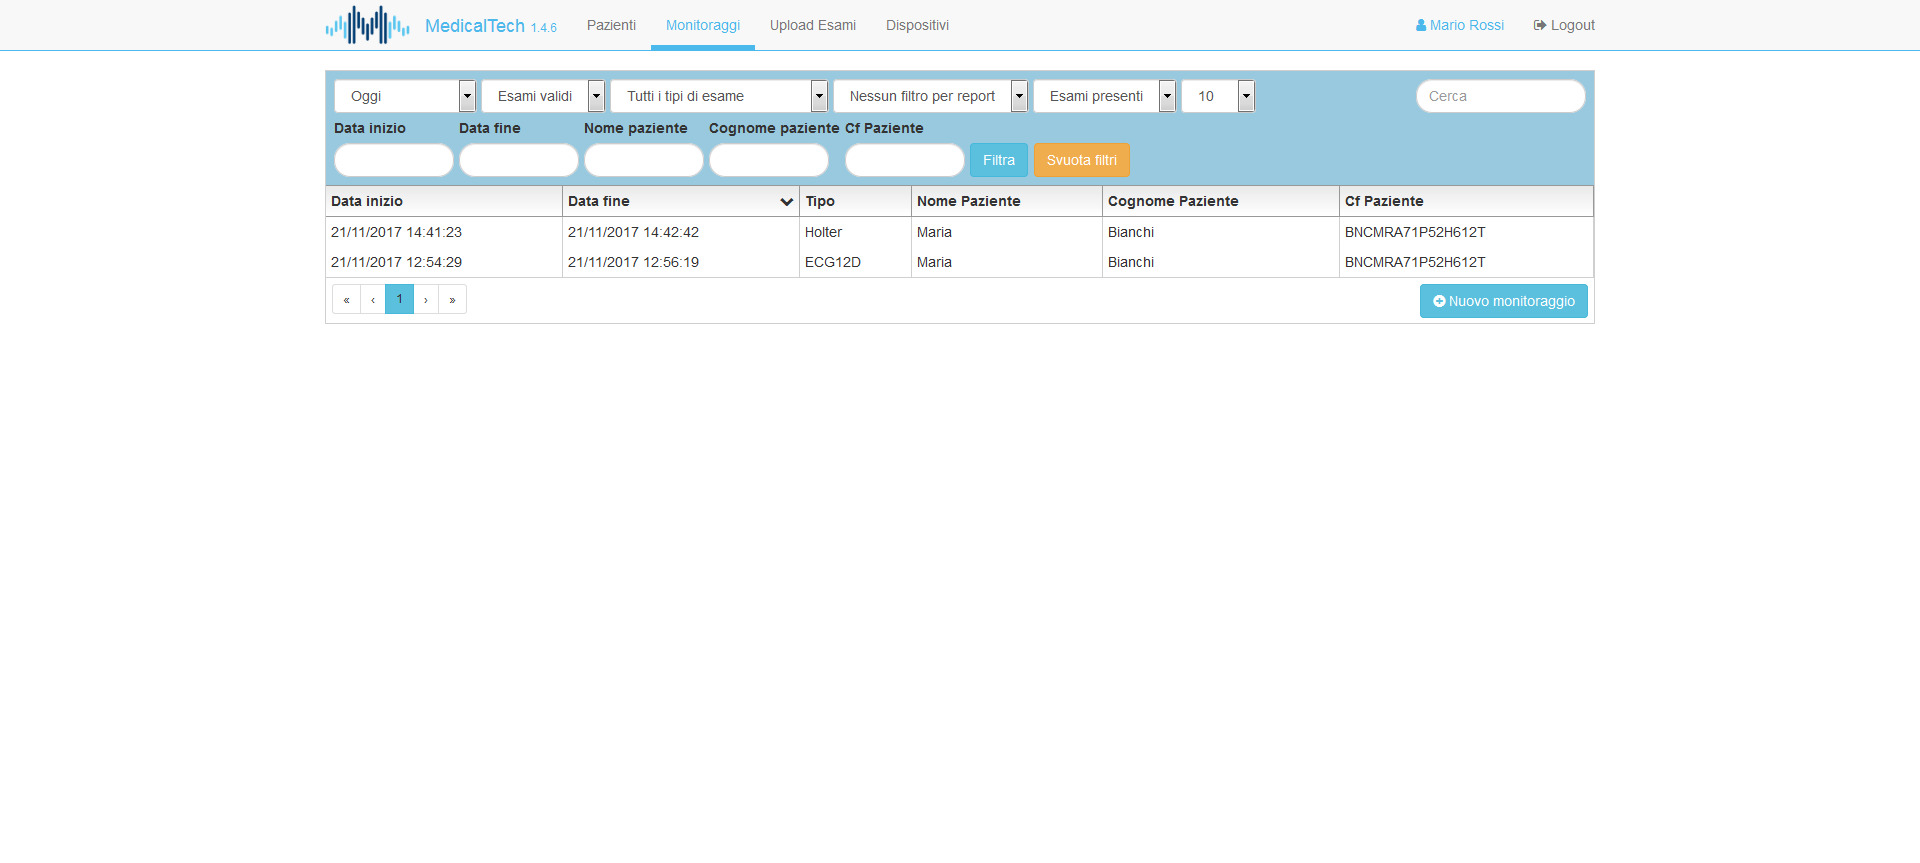 MedicalTech 1.4.6 Pazienti Monitoraggi Upload Esami Dispositivi Mario Rossi Logout
Oggi Esami validi Tutti i tipi di esame Nessun filtro per report Esami presenti 10 Cerca
Data inizio Data fine Nome paziente Cognome paziente Cf Paziente
Filtra Svuota filtri
Data inizio Data fine Tipo Nome Paziente Cognome Paziente Cf Paziente
21/11/2017 14:41:23 21/11/2017 14:42:42 Holter Maria Bianchi BNCMRA71P52H612T
21/11/2017 12:54:29 21/11/2017 12:56:19 ECG12D Maria Bianchi BNCMRA71P52H612T
« ‹ 1 › » Nuovo monitoraggio